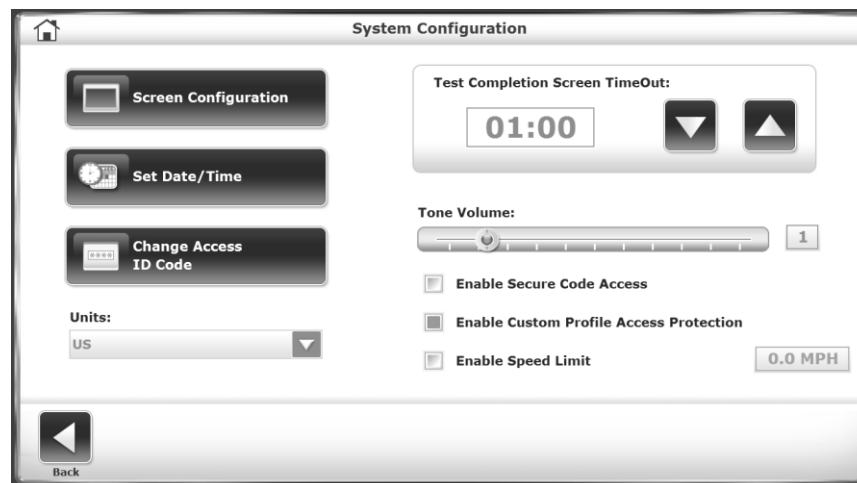 System Configuration
Screen Configuration
Set Date/Time
Change Access
ID Code
Units:
US
Test Completion Screen TimeOut:
01:00
Tone Volume:
1
Enable Secure Code Access
Enable Custom Profile Access Protection
Enable Speed Limit
0.0 MPH
Back